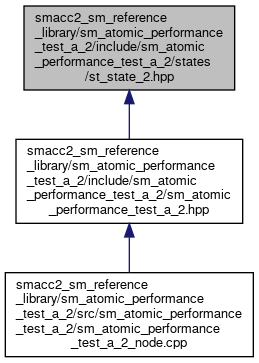 smacc2_sm_reference
_library/sm_atomic_performance
_test_a_2/include/sm_atomic
_performance_test_a_2/states
/st_state_2.hpp
smacc2_sm_reference
_library/sm_atomic_performance
_test_a_2/include/sm_atomic
_performance_test_a_2/sm_atomic
_performance_test_a_2.hpp
smacc2_sm_reference
_library/sm_atomic_performance
_test_a_2/src/sm_atomic_performance
_test_a_2/sm_atomic_performance
_test_a_2_node.cpp